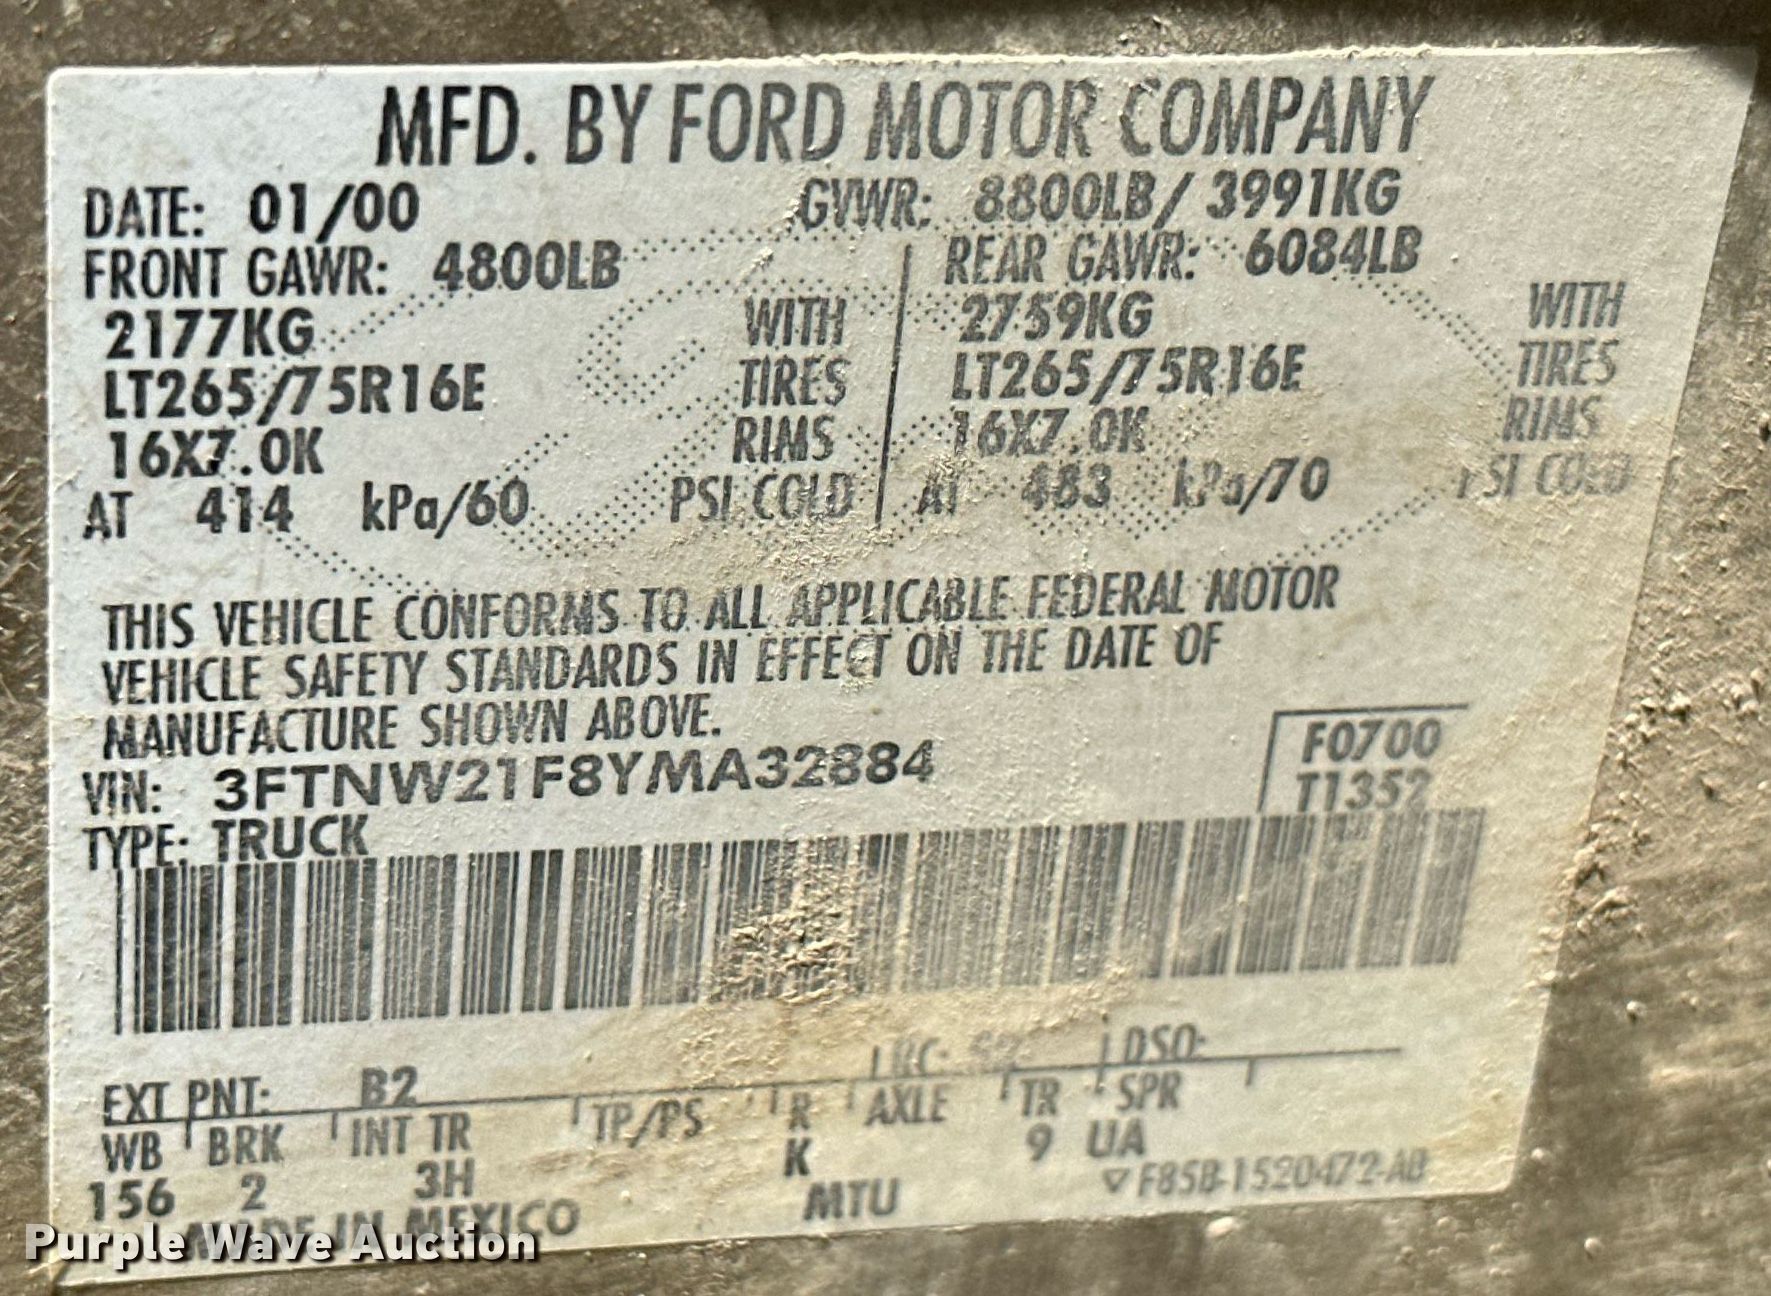 MFD. BY FORD MOTOR COMPANY
DATE: 01/00 GVWR: 8800LB/ 3991KG
FRONT GAWR: 4800LB REAR GAWR: 6084LB
2177KG WITH 2759KG WITH
LT265/75R16E TIRES LT265/75R16E TIRES
16X7.0K RIMS 16X7.0K RIMS
AT 414 kPa/60 PSI COLD AT 483 kPa/70 PSI COLD
THIS VEHICLE CONFORMS TO ALL APPLICABLE FEDERAL MOTOR
VEHICLE SAFETY STANDARDS IN EFFECT ON THE DATE OF
MANUFACTURE SHOWN ABOVE.
VIN: 3FTNW21F8YMA32884 F0700
TYPE: TRUCK T1352
EXT PNT: B2 RC: DSO:
WB BRK INT TR TP/PS R AXLE TR SPR
156 2 3H K 9 UA
MADE IN MEXICO MTU ▽ F85B-1520472-AB
Purple Wave Auction